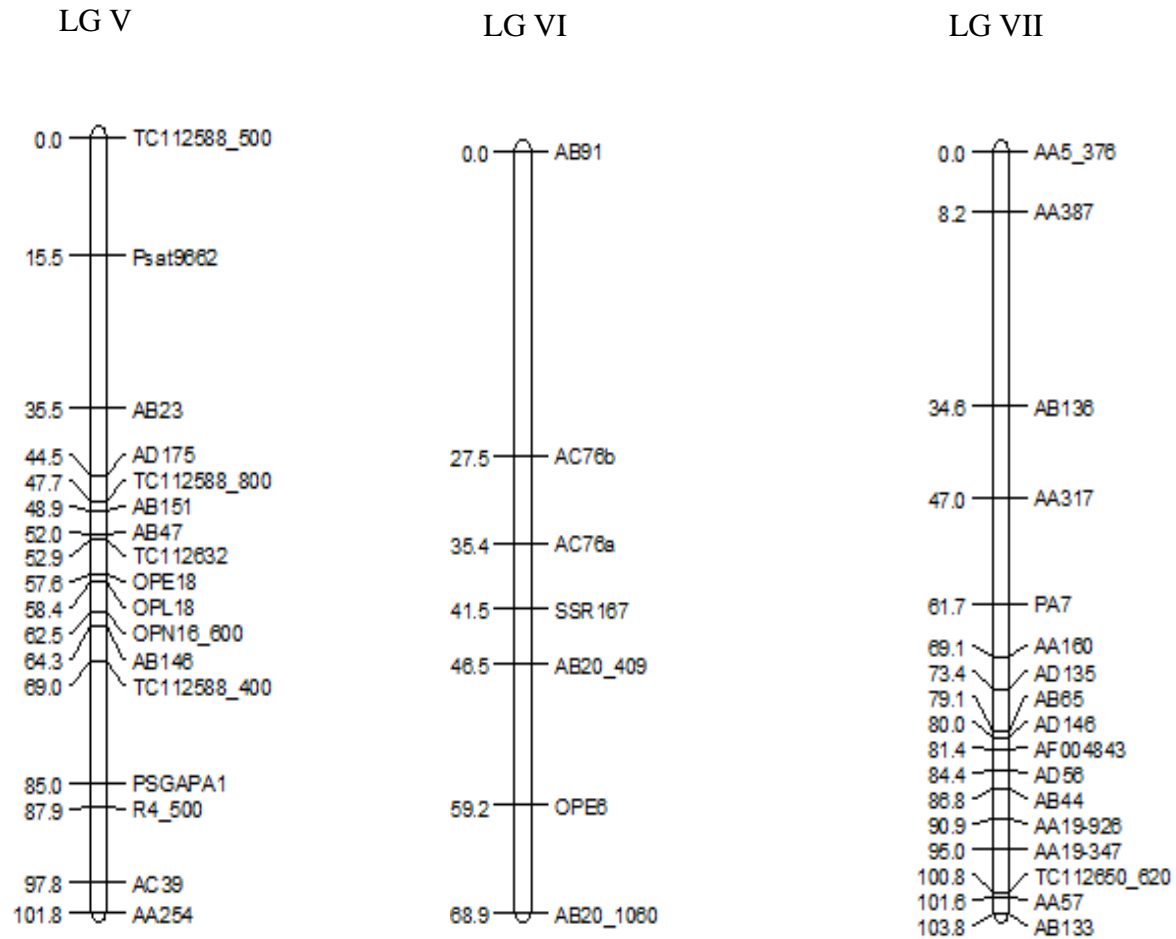 LG V
0.0 TC112588_500
15.5 Psat9662
35.5 AB23
44.5 AD175
47.7 TC112588_800
48.9 AB151
52.0 AB47
52.9 TC112632
57.6 OPE18
58.4 OPL18
62.5 OPN16_600
64.3 AB146
69.0 TC112588_400
85.0 PSGAPA1
87.9 R4_500
97.8 AC39
101.8 AA254
LG VI
0.0 AB91
27.5 AC76b
35.4 AC76a
41.5 SSR167
46.5 AB20_409
59.2 OPE6
68.9 AB20_1060
LG VII
0.0 AA5_376
8.2 AA387
34.6 AB136
47.0 AA317
61.7 PA7
69.1 AA160
73.4 AD135
79.1 AB65
80.0 AD146
81.4 AF004843
84.4 AD56
86.8 AB44
90.9 AA19-926
95.0 AA19-347
100.8 TC112650_620
101.6 AA57
103.8 AB133